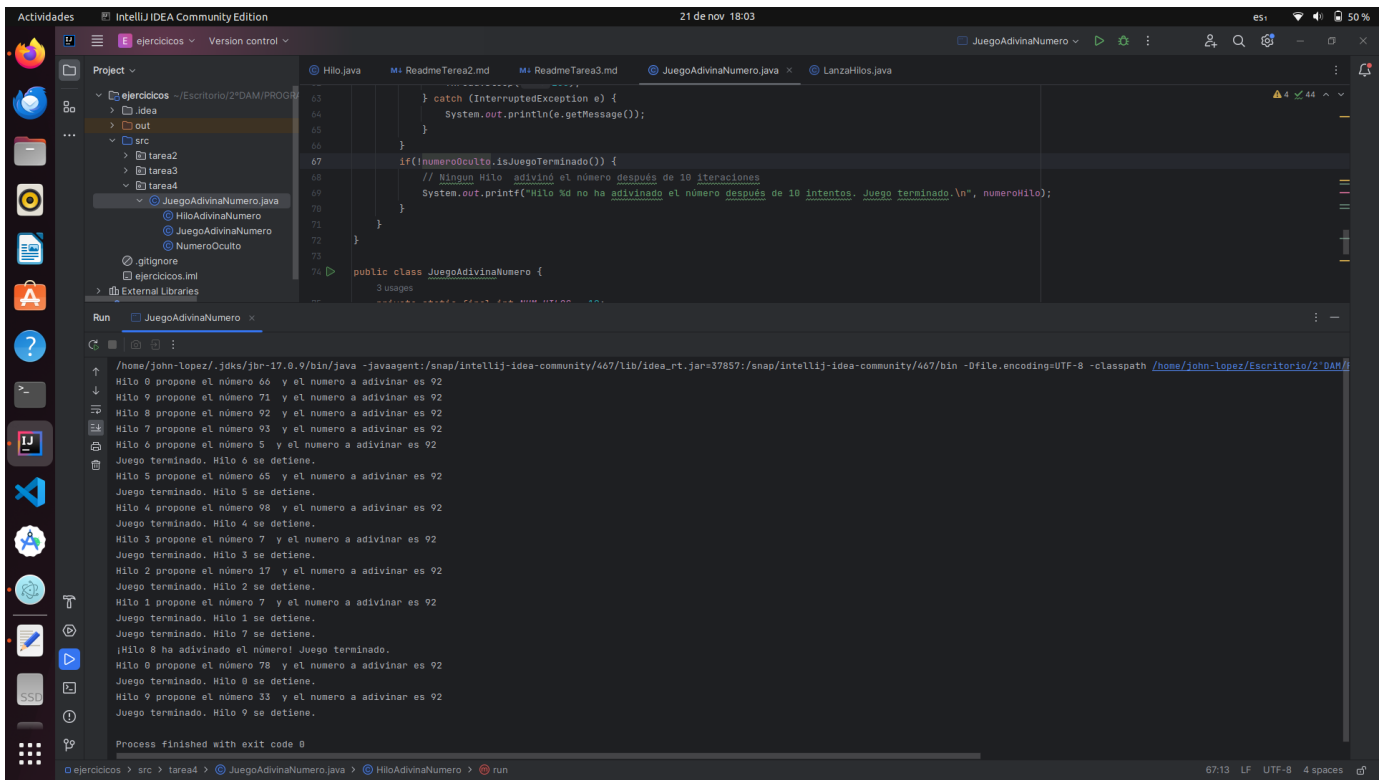 Actividades IntelliJ IDEA Community Edition 21 de nov 18:03 es₁ 50 %
E ejercicicos Version control JuegoAdivinaNumero
Project Hilo.java M↓ ReadmeTerea2.md M↓ ReadmeTarea3.md JuegoAdivinaNumero.java × LanzaHilos.java
ejercicicos ~/Escritorio/2ºDAM/PROGRA
.idea
out
src
tarea2
tarea3
tarea4
JuegoAdivinaNumero.java
HiloAdivinaNumero
JuegoAdivinaNumero
NumeroOculto
.gitignore
ejercicicos.iml
External Libraries
4 44
63 } catch (InterruptedException e) {
64 System.out.println(e.getMessage());
65 }
66 }
67 if(!numeroOculto.isJuegoTerminado()) {
68 // Ningun Hilo  adivinó el número después de 10 iteraciones
69 System.out.printf("Hilo %d no ha adivinado el número después de 10 intentos. Juego terminado.\n", numeroHilo);
70 }
71 }
72 }
73
74 public class JuegoAdivinaNumero {
3 usages
Run JuegoAdivinaNumero ×
/home/john-lopez/.jdks/jbr-17.0.9/bin/java -javaagent:/snap/intellij-idea-community/467/lib/idea_rt.jar=37857:/snap/intellij-idea-community/467/bin -Dfile.encoding=UTF-8 -classpath /home/john-lopez/Escritorio/2ºDAM/
Hilo 0 propone el número 66  y el numero a adivinar es 92
Hilo 9 propone el número 71  y el numero a adivinar es 92
Hilo 8 propone el número 92  y el numero a adivinar es 92
Hilo 7 propone el número 93  y el numero a adivinar es 92
Hilo 6 propone el número 5  y el numero a adivinar es 92
Juego terminado. Hilo 6 se detiene.
Hilo 5 propone el número 65  y el numero a adivinar es 92
Juego terminado. Hilo 5 se detiene.
Hilo 4 propone el número 98  y el numero a adivinar es 92
Juego terminado. Hilo 4 se detiene.
Hilo 3 propone el número 7  y el numero a adivinar es 92
Juego terminado. Hilo 3 se detiene.
Hilo 2 propone el número 17  y el numero a adivinar es 92
Juego terminado. Hilo 2 se detiene.
Hilo 1 propone el número 7  y el numero a adivinar es 92
Juego terminado. Hilo 1 se detiene.
Juego terminado. Hilo 7 se detiene.
¡Hilo 8 ha adivinado el número! Juego terminado.
Hilo 0 propone el número 78  y el numero a adivinar es 92
Juego terminado. Hilo 0 se detiene.
Hilo 9 propone el número 33  y el numero a adivinar es 92
Juego terminado. Hilo 9 se detiene.
Process finished with exit code 0
SSD
ejercicicos > src > tarea4 > JuegoAdivinaNumero.java > HiloAdivinaNumero > run 67:13 LF UTF-8 4 spaces